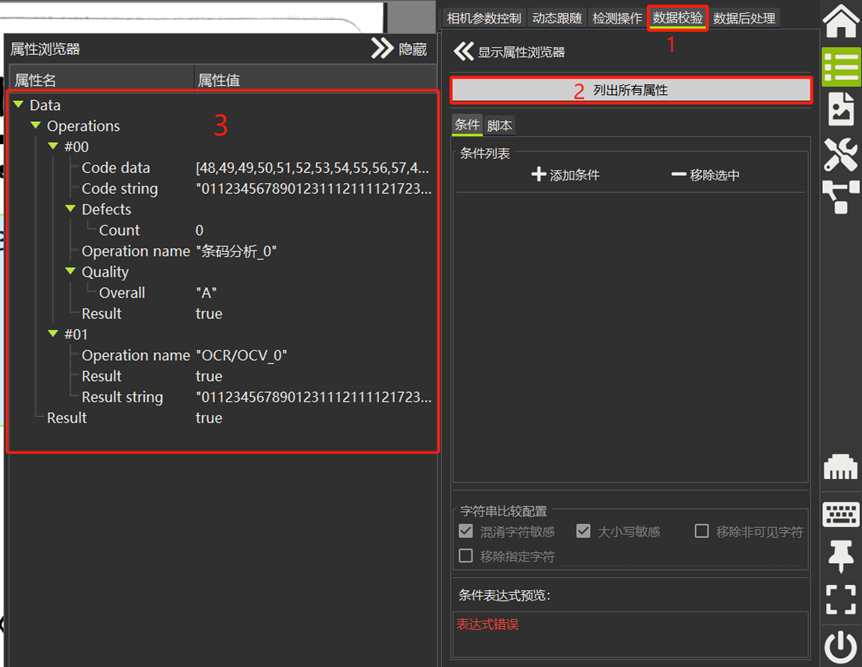 相机参数控制 动态跟随 检测操作 数据校验 数据后处理
1
属性浏览器 隐藏
显示属性浏览器
属性名 属性值
2 列出所有属性
3
Data
Operations
#00
Code data [48,49,49,50,51,52,53,54,55,56,57,4...
Code string "0112345678901231112111121723...
Defects
Count 0
Operation name "条码分析_0"
Quality
Overall "A"
Result true
#01
Operation name "OCR/OCV_0"
Result true
Result string "0112345678901231112111121723...
Result true
条件 脚本
条件列表
添加条件 移除选中
字符串比较配置
混淆字符敏感 大小写敏感 移除非可见字符
移除指定字符
条件表达式预览:
表达式错误